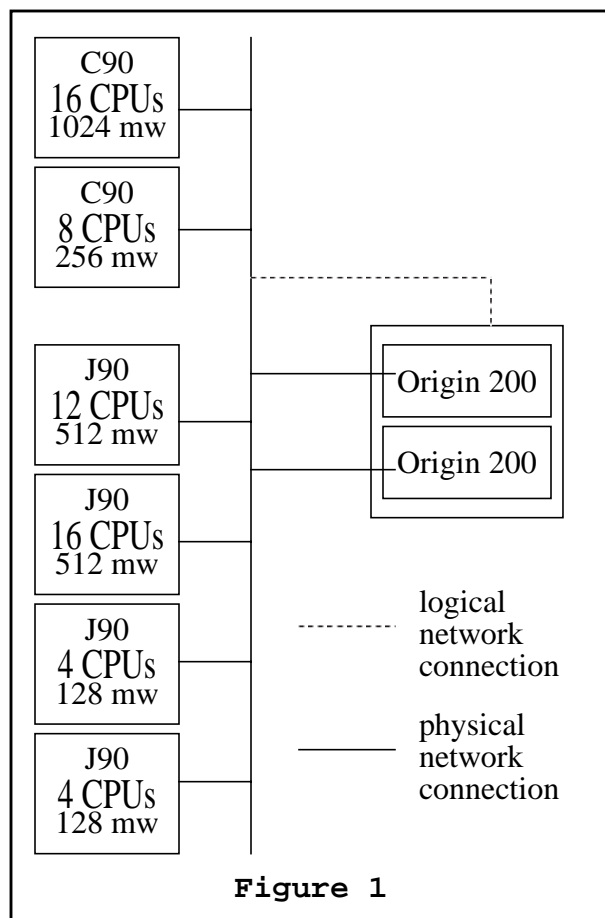 C90
16 CPUs
1024 mw
C90
8 CPUs
256 mw
J90
12 CPUs
512 mw
J90
16 CPUs
512 mw
J90
4 CPUs
128 mw
J90
4 CPUs
128 mw
Origin 200
Origin 200
logical
network
connection
physical
network
connection
Figure 1